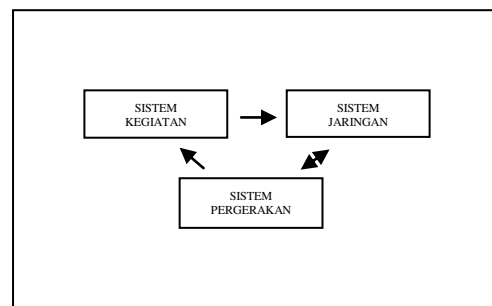 SISTEM
KEGIATAN
SISTEM
JARINGAN
SISTEM
PERGERAKAN